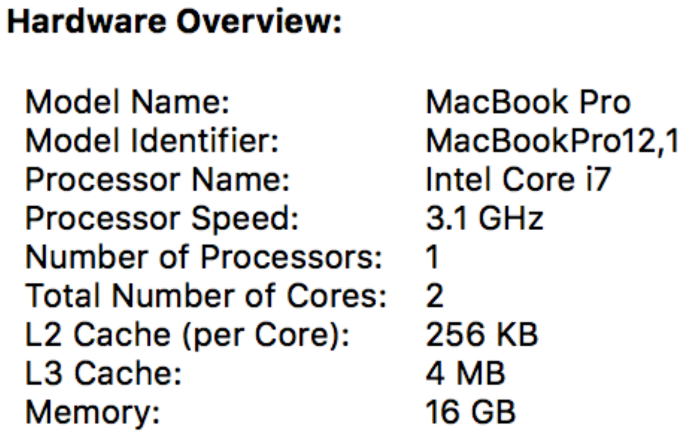 Hardware Overview:
Model Name: MacBook Pro
Model Identifier: MacBookPro12,1
Processor Name: Intel Core i7
Processor Speed: 3.1 GHz
Number of Processors: 1
Total Number of Cores: 2
L2 Cache (per Core): 256 KB
L3 Cache: 4 MB
Memory: 16 GB